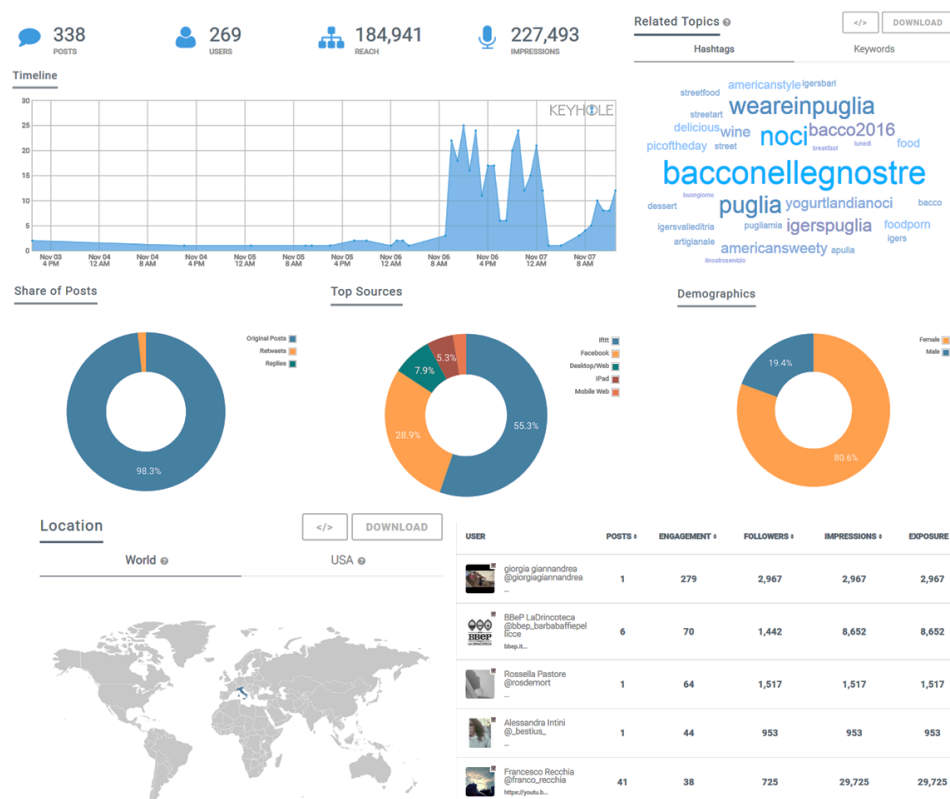 338
POSTS
269
USERS
184,941
REACH
227,493
IMPRESSIONS
Timeline
KEYHOLE
30
25
20
15
10
5
0
Nov 03
4 PM
Nov 04
12 AM
Nov 04
8 AM
Nov 04
4 PM
Nov 05
12 AM
Nov 05
8 AM
Nov 05
4 PM
Nov 06
12 AM
Nov 06
8 AM
Nov 06
4 PM
Nov 07
12 AM
Nov 07
8 AM
Related Topics
</>
DOWNLOAD
Hashtags
Keywords
americanstyle
igersbari
streetfood
weareinpuglia
streetart
delicious
wine
noci
bacco2016
picoftheday
street
breakfast
lunedì
food
bacconellegnostre
buongiorno
dessert
puglia
yogurtlandianoci
bacco
igersvalleditria
pugliamia
igerspuglia
foodporn
artigianale
americansweety
apulia
igers
ilnostroservizio
Share of Posts
Original Posts
Retweets
Replies
98.3%
Top Sources
Ifttt
Facebook
Desktop/Web
IPad
Mobile Web
5.3%
7.9%
28.9%
55.3%
Demographics
Female
Male
19.4%
80.6%
Location
</>
DOWNLOAD
World
USA
USER POSTS ENGAGEMENT FOLLOWERS IMPRESSIONS EXPOSURE
giorgia giannandrea
@giorgiagiannandrea
...
1 279 2,967 2,967 2,967
BBeP
BBeP LaDrincoteca
@bbep_barbabaffiepel
licce
bbep.it...
6 70 1,442 8,652 8,652
Rossella Pastore
@rosdemort
...
1 64 1,517 1,517 1,517
Alessandra Intini
@_bestius_
...
1 44 953 953 953
Francesco Recchia
@franco_recchia
https://youtu.b...
41 38 725 29,725 29,725